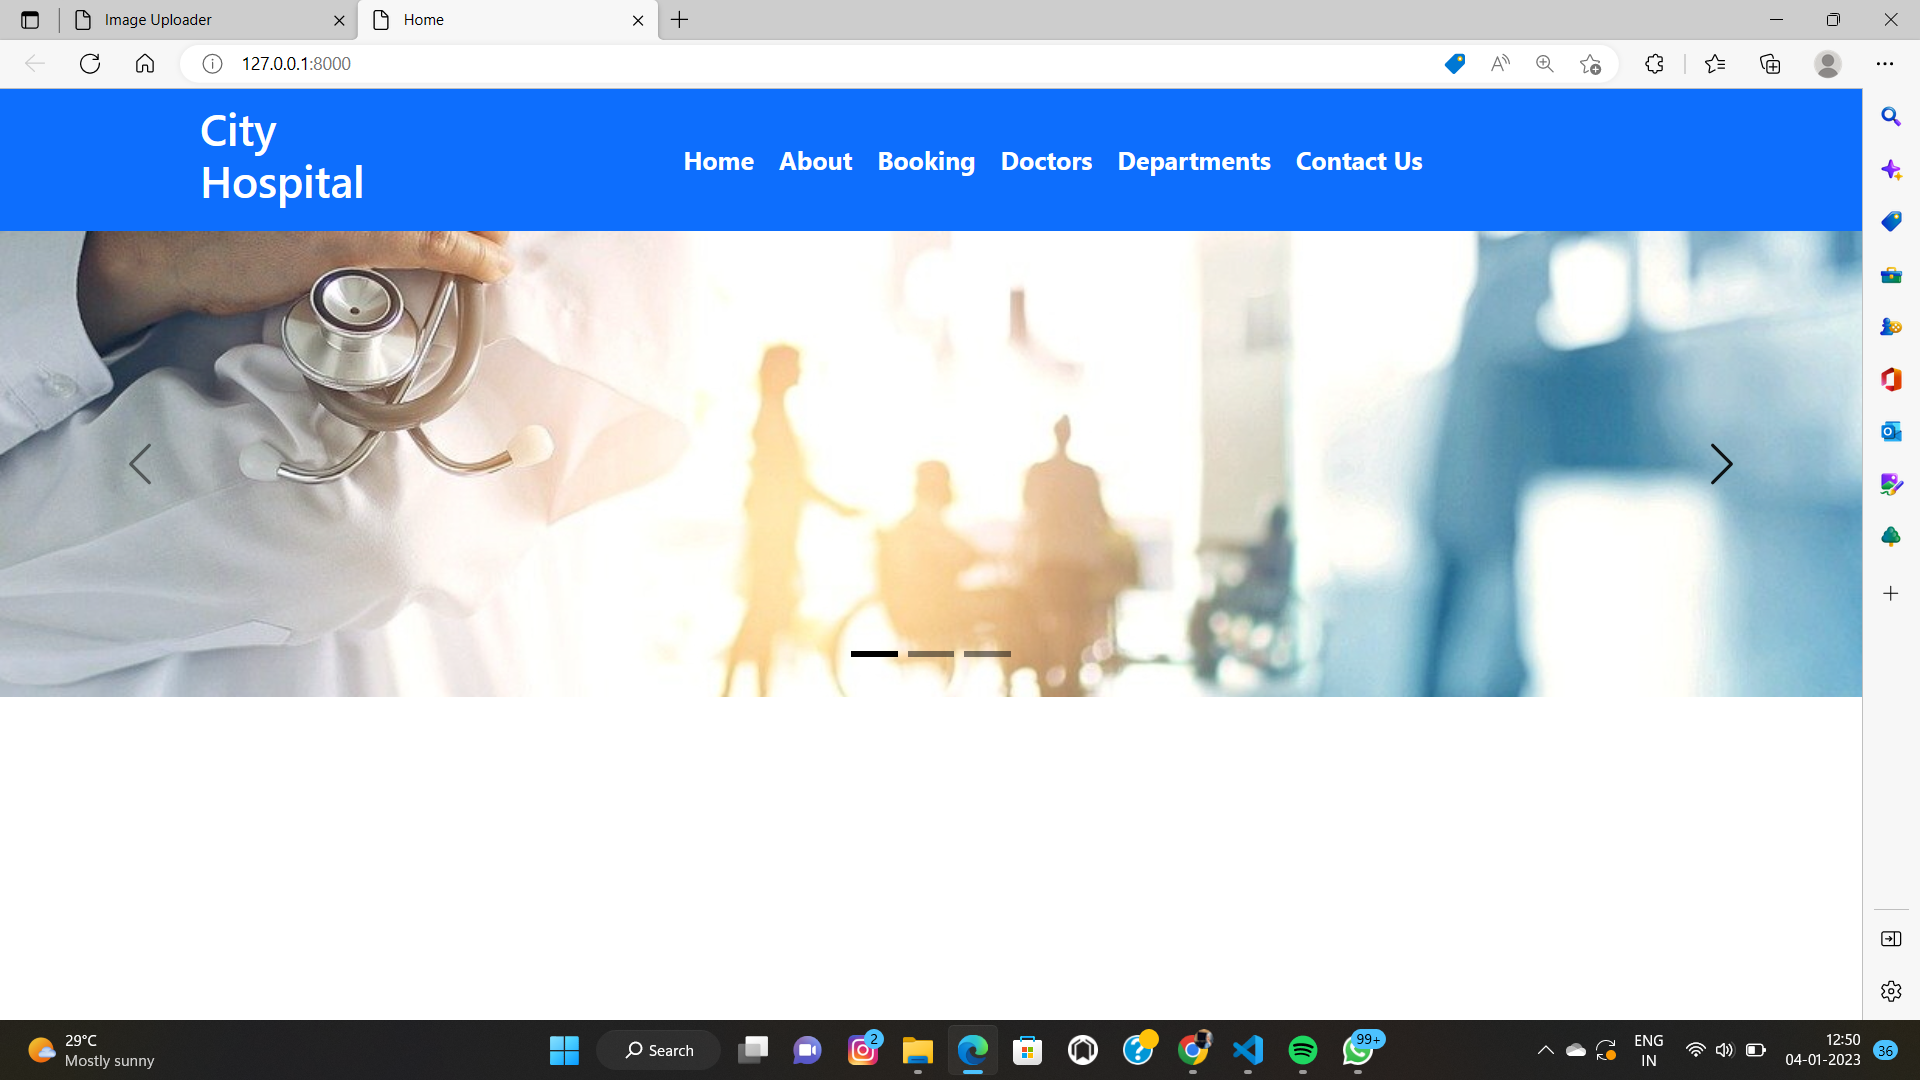 Image Uploader
Home
127.0.0.1:8000
City
Hospital
Home About Booking Doctors Departments Contact Us
29°C
Mostly sunny
Search
2
99+
ENG
IN
12:50
04-01-2023
36